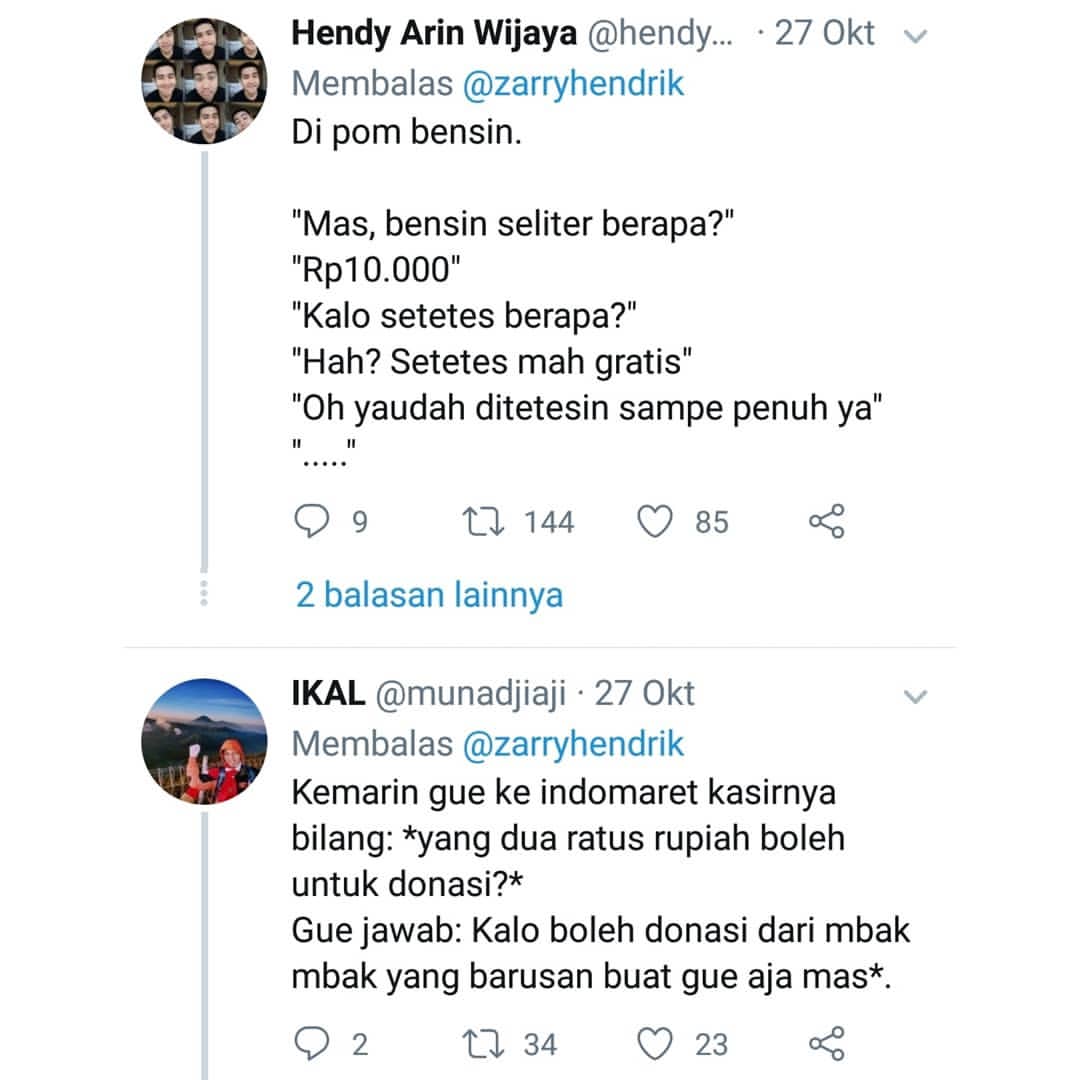 Hendy Arin Wijaya @hendy... · 27 Okt
Membalas @zarryhendrik
Di pom bensin.
"Mas, bensin seliter berapa?"
"Rp10.000"
"Kalo setetes berapa?"
"Hah? Setetes mah gratis"
"Oh yaudah ditetesin sampe penuh ya"
"....."
9 144 85
2 balasan lainnya
IKAL @munadjiaji · 27 Okt
Membalas @zarryhendrik
Kemarin gue ke indomaret kasirnya
bilang: *yang dua ratus rupiah boleh
untuk donasi?*
Gue jawab: Kalo boleh donasi dari mbak
mbak yang barusan buat gue aja mas*.
2 34 23